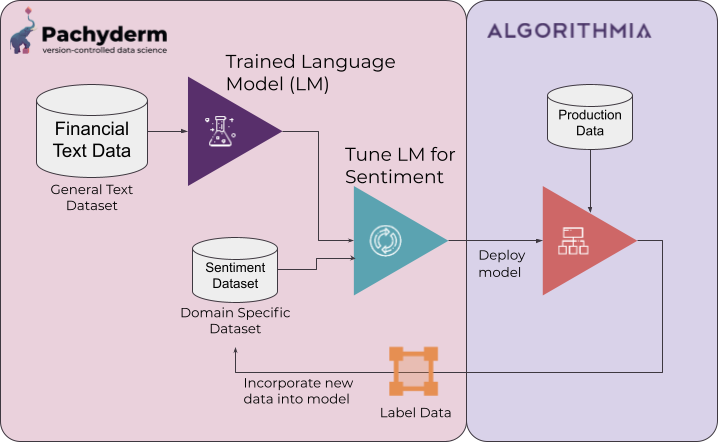 Pachyderm
version-controlled data science
ALGORITHMIA
Trained Language
Model (LM)
Financial
Text Data
General Text
Dataset
Production
Data
Tune LM for
Sentiment
Sentiment
Dataset
Domain Specific
Dataset
Deploy
model
Incorporate new
data into model
Label Data